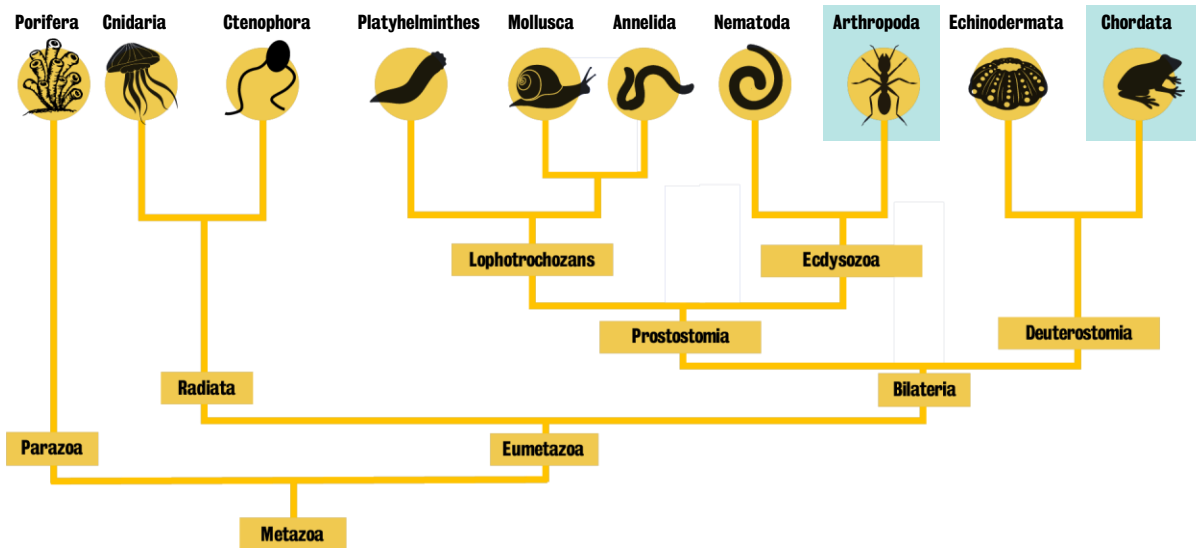 Porifera
Cnidaria
Ctenophora
Platyhelminthes
Mollusca
Annelida
Nematoda
Arthropoda
Echinodermata
Chordata
Lophotrochozans
Ecdysozoa
Prostostomia
Deuterostomia
Radiata
Bilateria
Parazoa
Eumetazoa
Metazoa